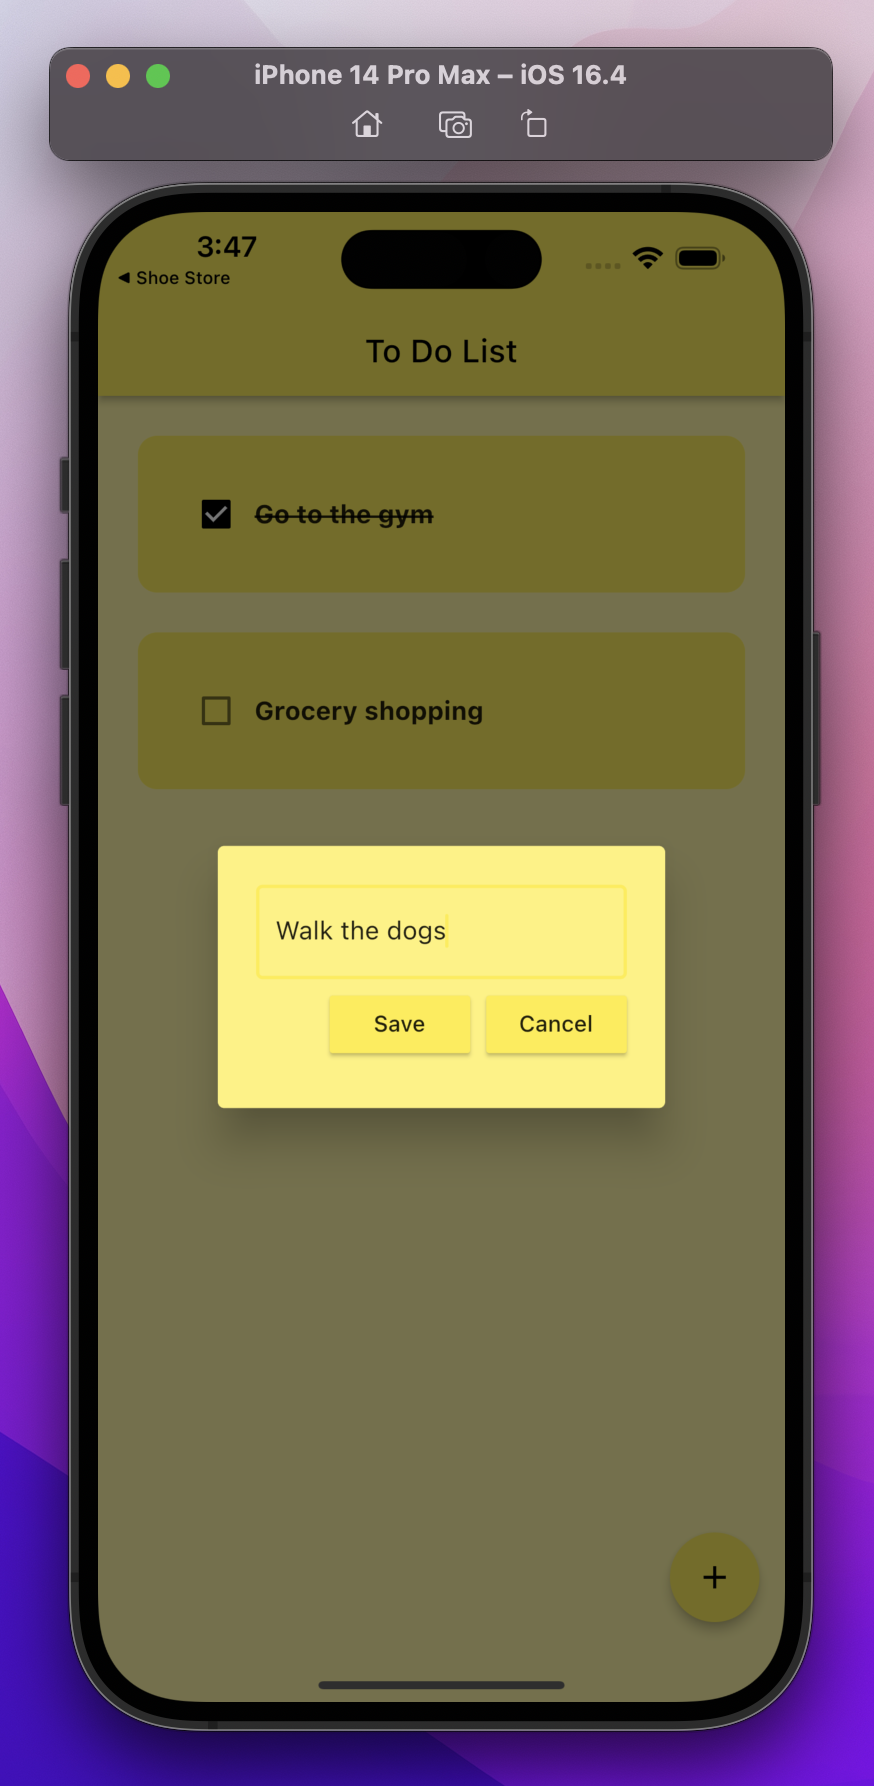 iPhone 14 Pro Max – iOS 16.4
3:47
◀ Shoe Store
To Do List
Go to the gym
Grocery shopping
Walk the dogs
Save Cancel
+